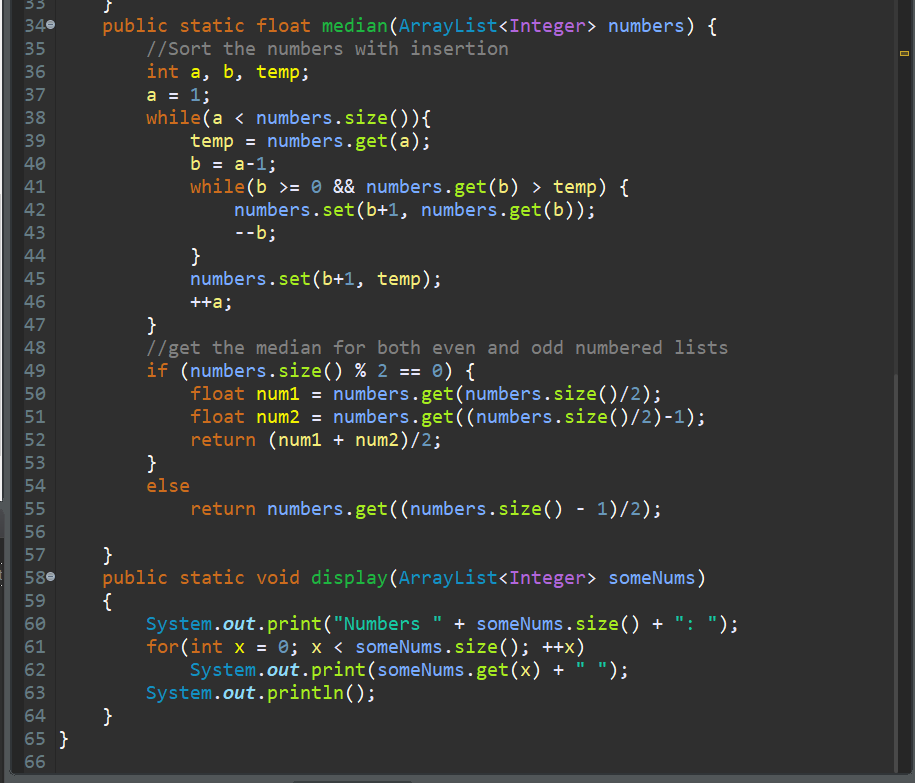 33 }
34 public static float median(ArrayList<Integer> numbers) {
35 //Sort the numbers with insertion
36 int a, b, temp;
37 a = 1;
38 while(a < numbers.size()){
39 temp = numbers.get(a);
40 b = a-1;
41 while(b >= 0 && numbers.get(b) > temp) {
42 numbers.set(b+1, numbers.get(b));
43 --b;
44 }
45 numbers.set(b+1, temp);
46 ++a;
47 }
48 //get the median for both even and odd numbered lists
49 if (numbers.size() % 2 == 0) {
50 float num1 = numbers.get(numbers.size()/2);
51 float num2 = numbers.get((numbers.size()/2)-1);
52 return (num1 + num2)/2;
53 }
54 else
55 return numbers.get((numbers.size() - 1)/2);
56
57 }
58 public static void display(ArrayList<Integer> someNums)
59 {
60 System.out.print("Numbers " + someNums.size() + ": ");
61 for(int x = 0; x < someNums.size(); ++x)
62 System.out.print(someNums.get(x) + " ");
63 System.out.println();
64 }
65 }
66